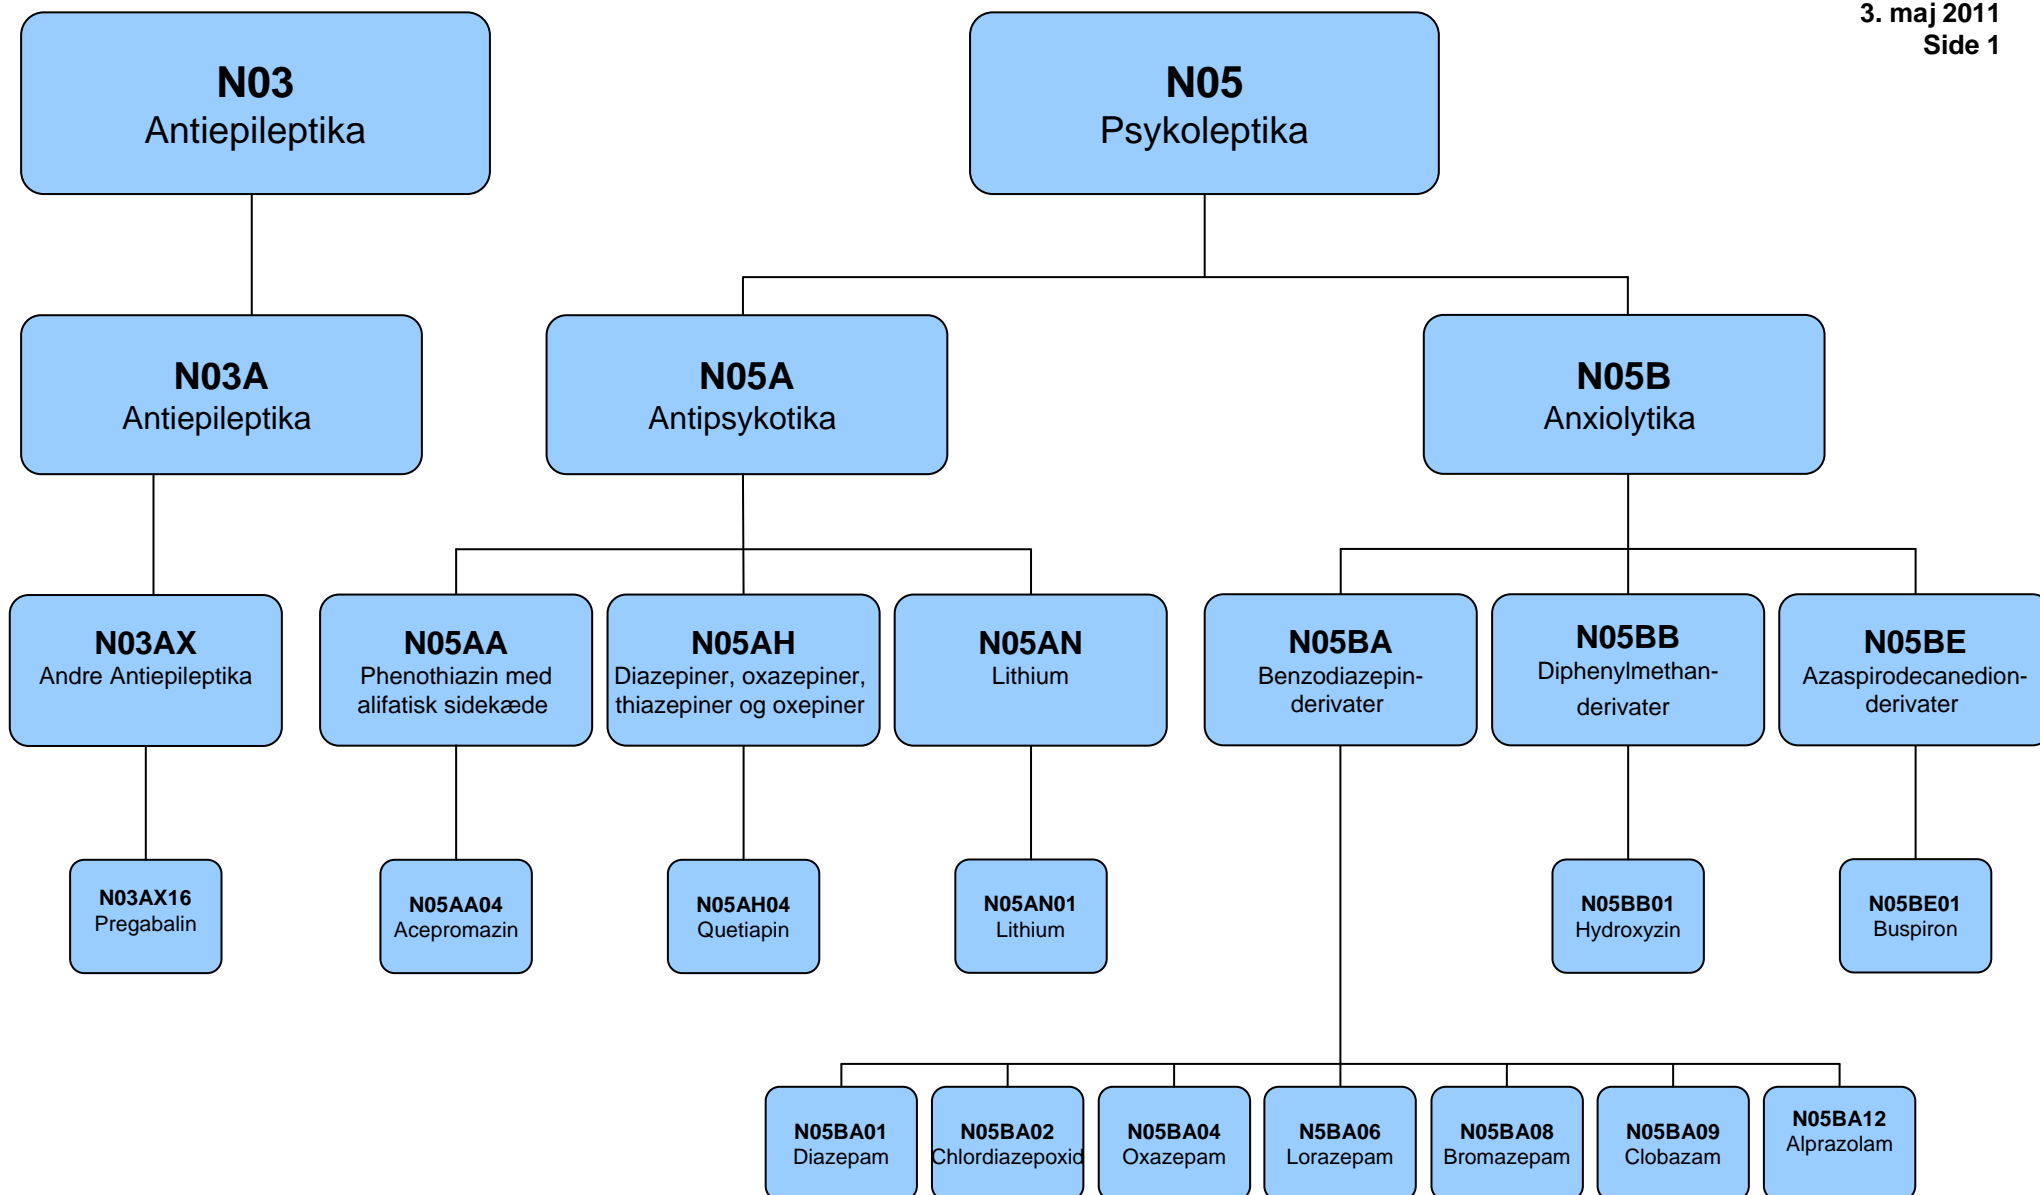 3. maj 2011
Side 1
N03
Antiepileptika
N05
Psykoleptika
N03A
Antiepileptika
N05A
Antipsykotika
N05B
Anxiolytika
N03AX
Andre Antiepileptika
N05AA
Phenothiazin med
alifatisk sidekæde
N05AH
Diazepiner, oxazepiner,
thiazepiner og oxepiner
N05AN
Lithium
N05BA
Benzodiazepin-
derivater
N05BB
Diphenylmethan-
derivater
N05BE
Azaspirodecanedion-
derivater
N03AX16
Pregabalin
N05AA04
Acepromazin
N05AH04
Quetiapin
N05AN01
Lithium
N05BB01
Hydroxyzin
N05BE01
Buspiron
N05BA01
Diazepam
N05BA02
Chlordiazepoxid
N05BA04
Oxazepam
N5BA06
Lorazepam
N05BA08
Bromazepam
N05BA09
Clobazam
N05BA12
Alprazolam